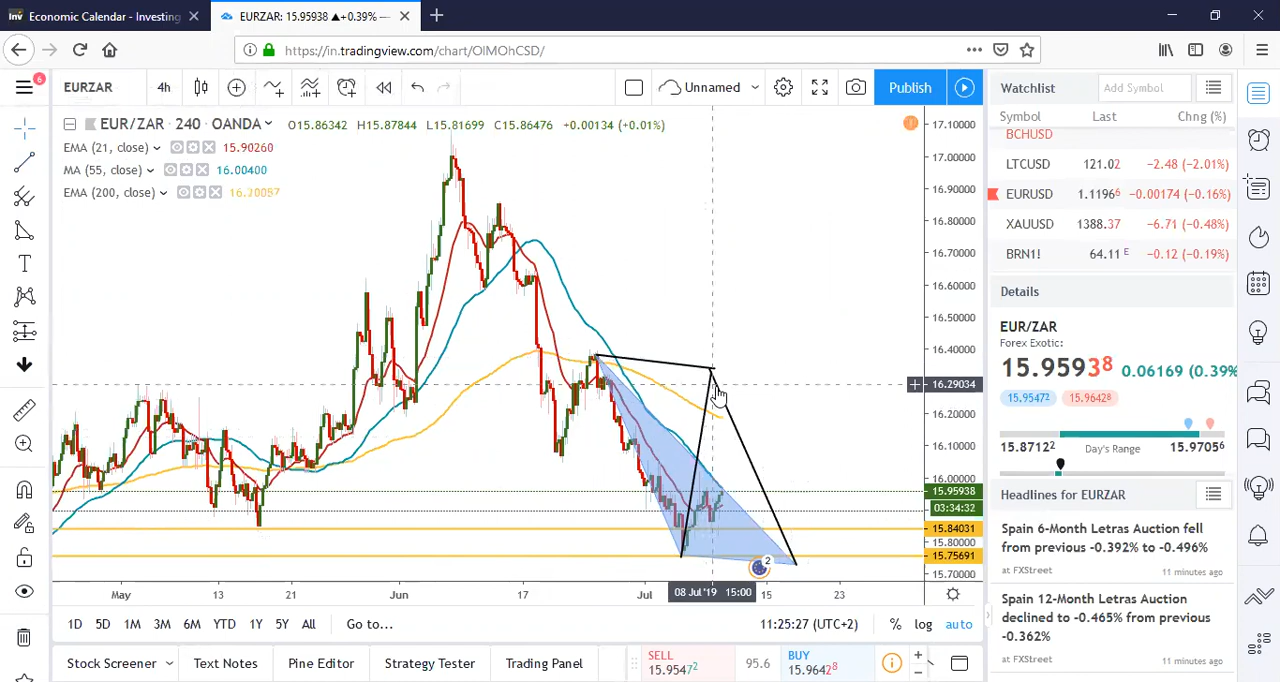 Economic Calendar - Investing
EURZAR: 15.95938 ▲+0.39% —
https://in.tradingview.com/chart/OIMOhCSD/
6
EURZAR
4h
Unnamed
Publish
EUR/ZAR · 240 · OANDA
O15.86342 H15.87844 L15.81699 C15.86476 +0.00134 (+0.01%)
EMA (21, close) 15.90260
MA (55, close) 16.00400
EMA (200, close) 16.20057
17.10000
17.00000
16.90000
16.80000
16.70000
16.60000
16.50000
16.40000
16.29034
16.20000
16.10000
16.00000
15.95938
03:34:32
15.84031
15.80000
15.75691
15.70000
2
May 13 21 Jun 17 Jul 08 Jul '19 15:00 15 23
1D 5D 1M 3M 6M YTD 1Y 5Y All Go to...
11:25:27 (UTC+2) % log auto
Stock Screener Text Notes Pine Editor Strategy Tester Trading Panel
SELL
15.95472
95.6
BUY
15.96428
Watchlist
Add Symbol
Symbol Last Chng (%)
BCHUSD
LTCUSD 121.02 −2.48 (−2.01%)
EURUSD 1.11966 −0.00174 (−0.16%)
XAUUSD 1388.37 −6.71 (−0.48%)
BRN1! 64.11 E −0.12 (−0.19%)
Details
EUR/ZAR
Forex Exotic:
15.95938 0.06169 (0.39%
15.95472 15.96428
15.87122 Day's Range 15.97056
Headlines for EURZAR
Spain 6-Month Letras Auction fell
from previous -0.392% to -0.496%
at FXStreet 11 minutes ago
Spain 12-Month Letras Auction
declined to -0.465% from previous
-0.362%
at FXStreet 11 minutes ago